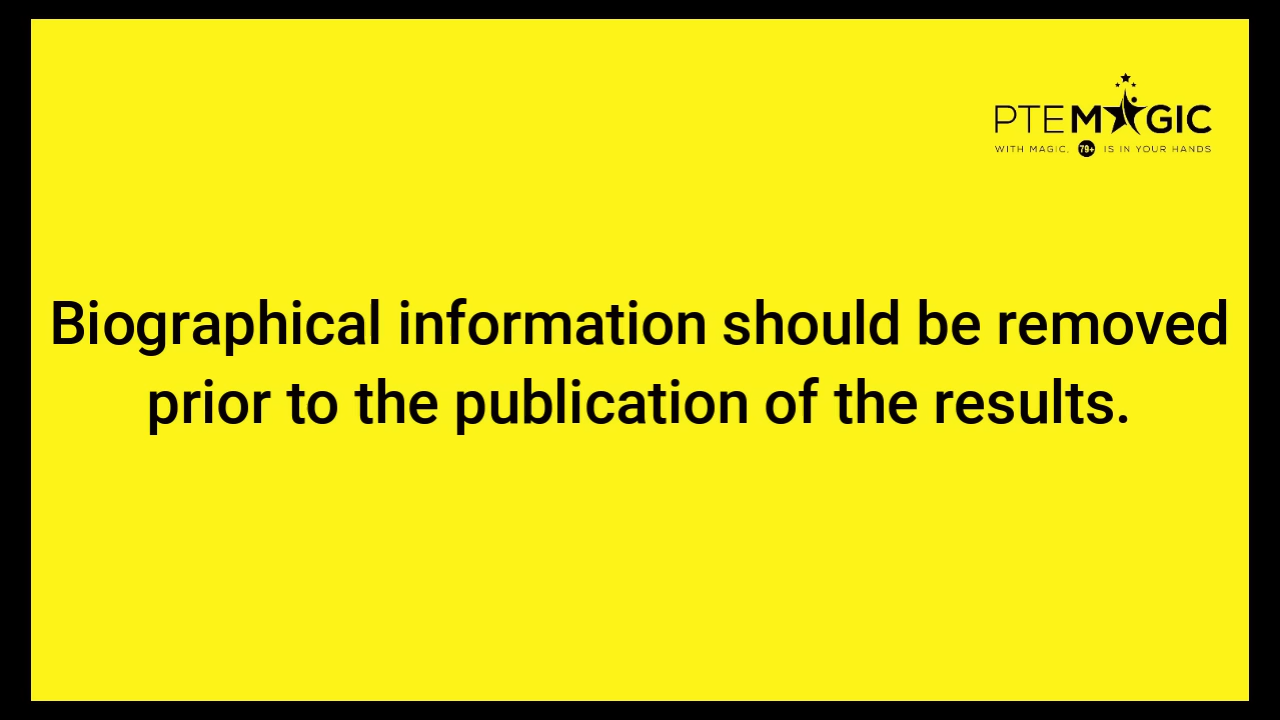 PTEMAGIC
WITH MAGIC, 79+ IS IN YOUR HANDS
Biographical information should be removed
prior to the publication of the results.